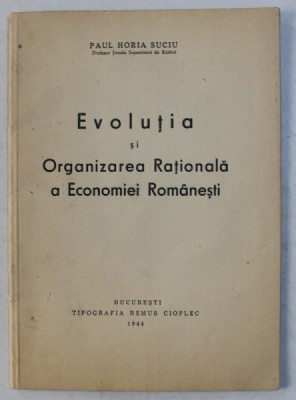 PAUL HORIA SUCIU
Profesor Școala Superioară de Război
Evoluția
și
Organizarea Rațională
a Economiei Românești
BUCUREȘTI
TIPOGRAFIA REMUS CIOFLEC
1944